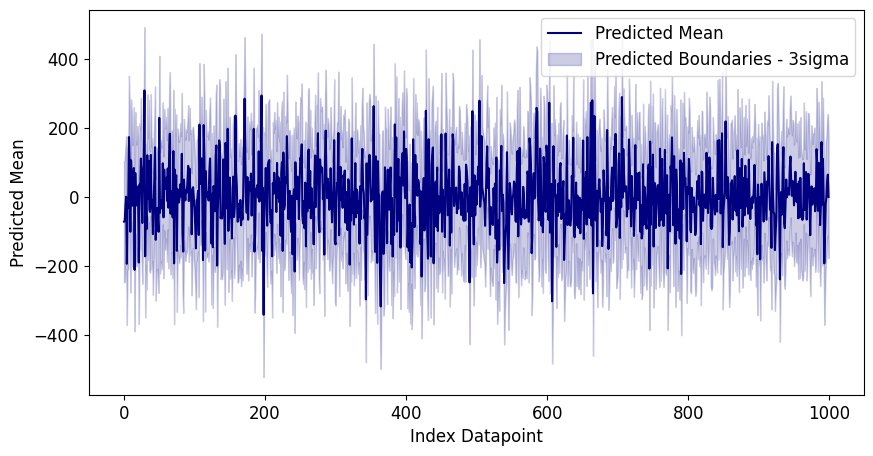 Predicted Mean
Predicted Boundaries - 3sigma
400
200
0
−200
−400
Predicted Mean
0
200
400
600
800
1000
Index Datapoint